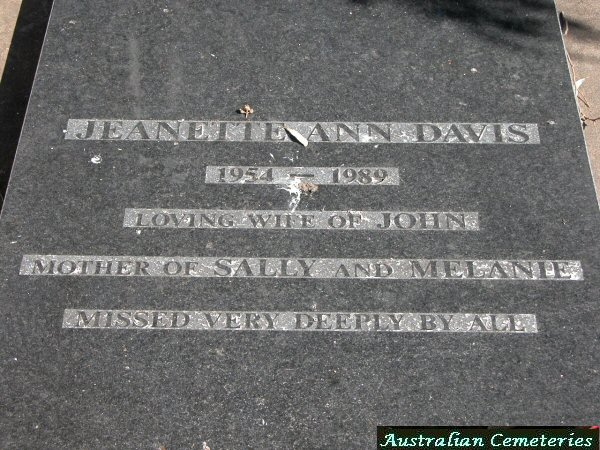 JEANETTE ANN DAVIS
1954 — 1989
LOVING WIFE OF JOHN
MOTHER OF SALLY AND MELANIE
MISSED VERY DEEPLY BY ALL
Australian Cemeteries